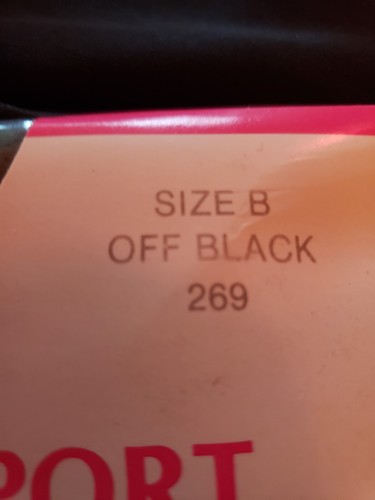 SIZE B
OFF BLACK
269
PORT